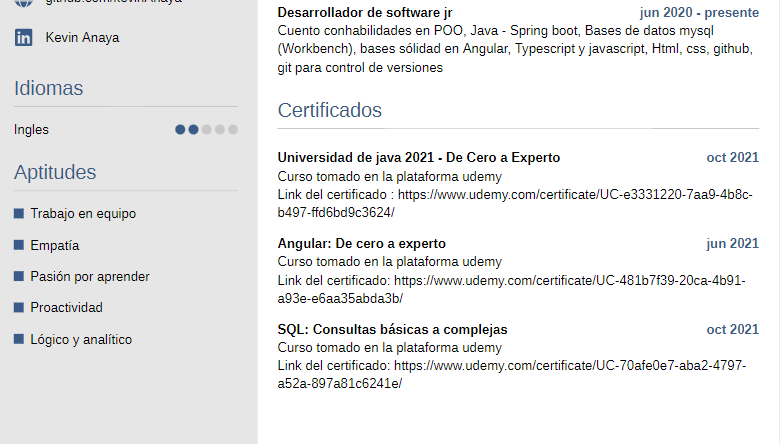 github.com/kevinAnaya
Kevin Anaya
Idiomas
Ingles
Aptitudes
Trabajo en equipo
Empatía
Pasión por aprender
Proactividad
Lógico y analítico
Desarrollador de software jr jun 2020 - presente
Cuento conhabilidades en POO, Java - Spring boot, Bases de datos mysql
(Workbench), bases sólidad en Angular, Typescript y javascript, Html, css, github,
git para control de versiones
Certificados
Universidad de java 2021 - De Cero a Experto oct 2021
Curso tomado en la plataforma udemy
Link del certificado : https://www.udemy.com/certificate/UC-e3331220-7aa9-4b8c-
b497-ffd6bd9c3624/
Angular: De cero a experto jun 2021
Curso tomado en la plataforma udemy
Link del certificado: https://www.udemy.com/certificate/UC-481b7f39-20ca-4b91-
a93e-e6aa35abda3b/
SQL: Consultas básicas a complejas oct 2021
Curso tomado en la plataforma udemy
Link del certificado: https://www.udemy.com/certificate/UC-70afe0e7-aba2-4797-
a52a-897a81c6241e/